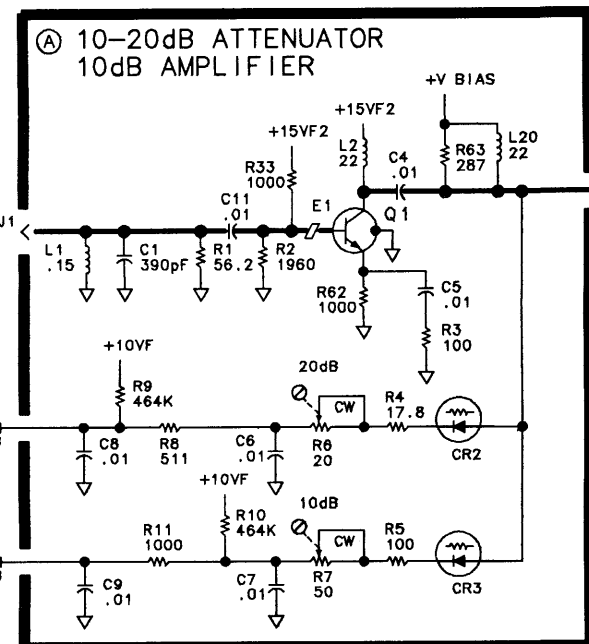 A 10-20dB ATTENUATOR
10dB AMPLIFIER
+V BIAS
+15VF2
L2
22
C4
.01
R63
287
L20
22
+15VF2
R33
1000
C11
.01
E1
Q1
J1
L1
.15
C1
390pF
R1
56.2
R2
1960
R62
1000
C5
.01
R3
100
+10VF
R9
464K
20dB
CW
R4
17.8
C8
.01
R8
511
C6
.01
R6
20
CR2
+10VF
R10
464K
10dB
CW
R5
100
R11
1000
C9
.01
C7
.01
R7
50
CR3